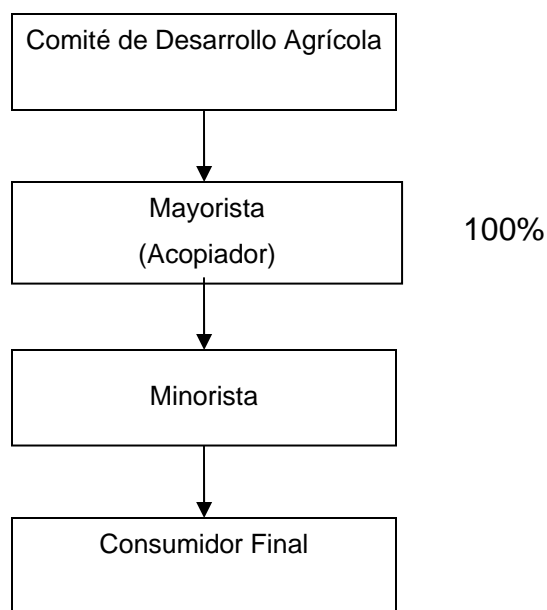 Comité de Desarrollo Agrícola
Mayorista
(Acopiador)
100%
Minorista
Consumidor Final